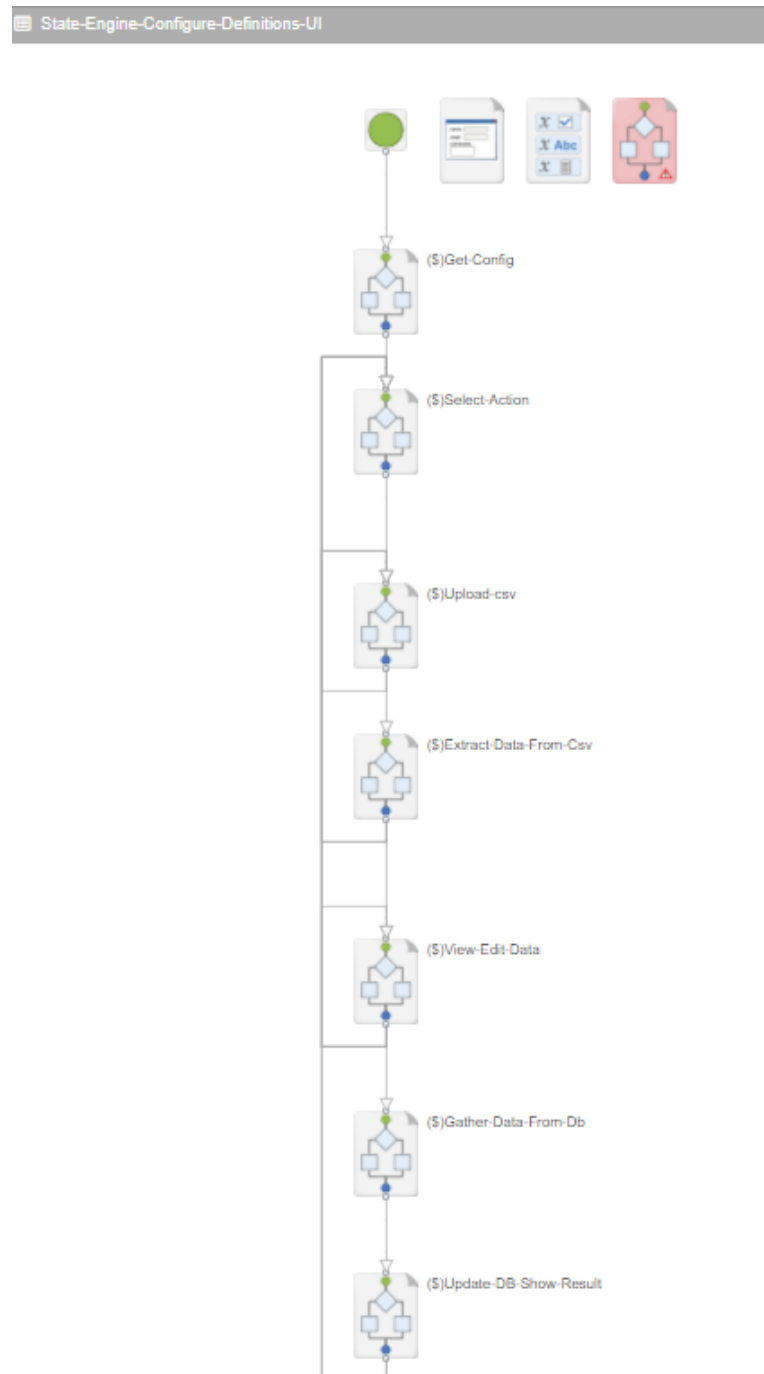 State-Engine-Configure-Definitions-UI
x
x Abc
x
($)Get-Config
($)Select-Action
($)Upload-csv
($)Extract-Data-From-Csv
($)View-Edit-Data
($)Gather-Data-From-Db
($)Update-DB-Show-Result